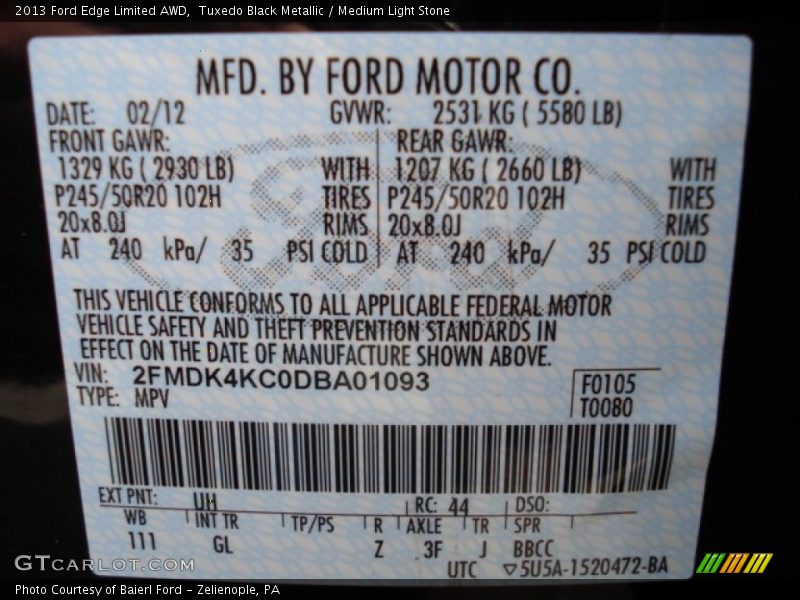 2013 Ford Edge Limited AWD,  Tuxedo Black Metallic / Medium Light Stone
MFD. BY FORD MOTOR CO.
DATE: 02/12 GVWR: 2531 KG ( 5580 LB)
FRONT GAWR: REAR GAWR:
1329 KG ( 2930 LB) WITH 1207 KG ( 2660 LB) WITH
P245/50R20 102H TIRES P245/50R20 102H TIRES
20x8.0J RIMS 20x8.0J RIMS
AT 240 kPa/ 35 PSI COLD AT 240 kPa/ 35 PSI COLD
Ford
THIS VEHICLE CONFORMS TO ALL APPLICABLE FEDERAL MOTOR
VEHICLE SAFETY AND THEFT PREVENTION STANDARDS IN
EFFECT ON THE DATE OF MANUFACTURE SHOWN ABOVE.
VIN: 2FMDK4KC0DBA01093 F0105
TYPE: MPV T0080
EXT PNT: UH RC: 44 DSO:
WB INT TR TP/PS R AXLE TR SPR
111 GL Z 3F J BBCC
UTC ▽5U5A-1520472-BA
GTCARLOT.COM
Photo Courtesy of Baierl Ford - Zelienople, PA